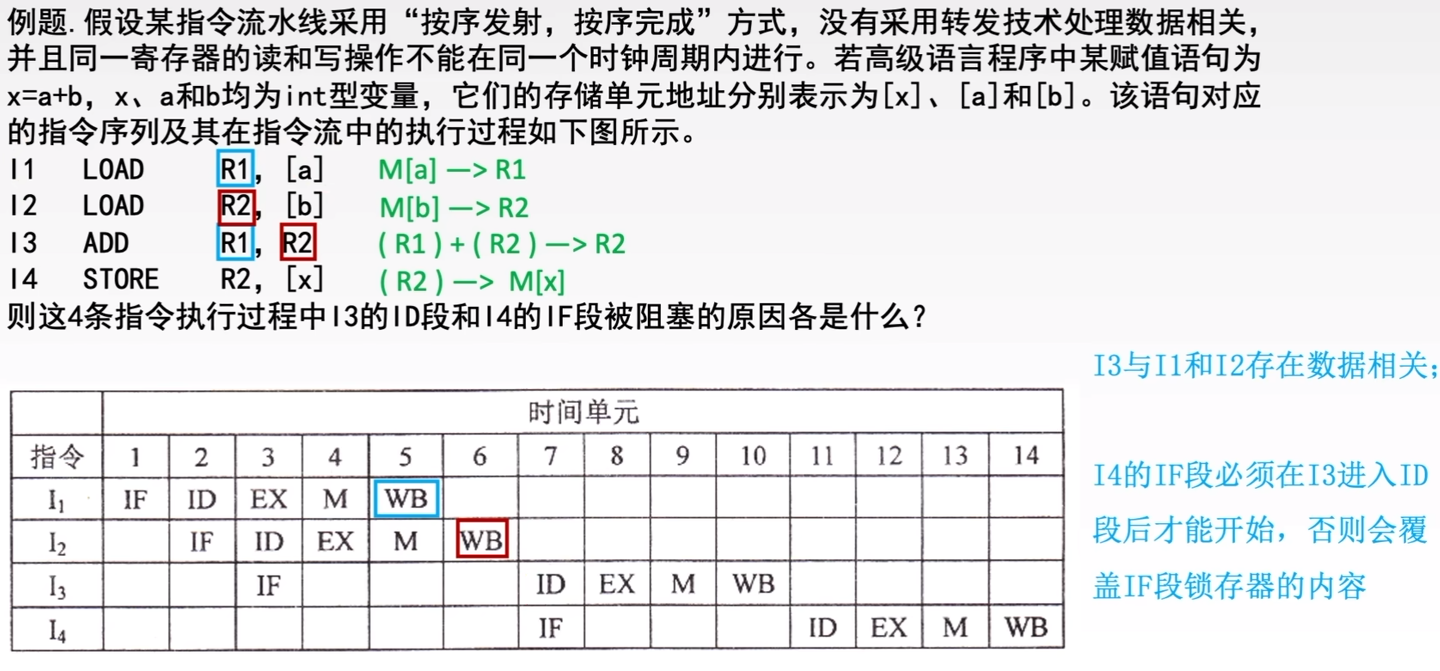 例题.假设某指令流水线采用“按序发射，按序完成”方式，没有采用转发技术处理数据相关，
并且同一寄存器的读和写操作不能在同一个时钟周期内进行。若高级语言程序中某赋值语句为
x=a+b，x、a和b均为int型变量，它们的存储单元地址分别表示为[x]、[a]和[b]。该语句对应
的指令序列及其在指令流中的执行过程如下图所示。
I1 LOAD R1, [a] M[a] —> R1
I2 LOAD R2, [b] M[b] —> R2
I3 ADD R1, R2 ( R1 ) + ( R2 ) —> R2
I4 STORE R2, [x] ( R2 ) —> M[x]
则这4条指令执行过程中I3的ID段和I4的IF段被阻塞的原因各是什么？
I3与I1和I2存在数据相关；
I4的IF段必须在I3进入ID
段后才能开始，否则会覆
盖IF段锁存器的内容
时间单元
指令 1 2 3 4 5 6 7 8 9 10 11 12 13 14
I₁ IF ID EX M WB
I₂ IF ID EX M WB
I₃ IF ID EX M WB
I₄ IF ID EX M WB